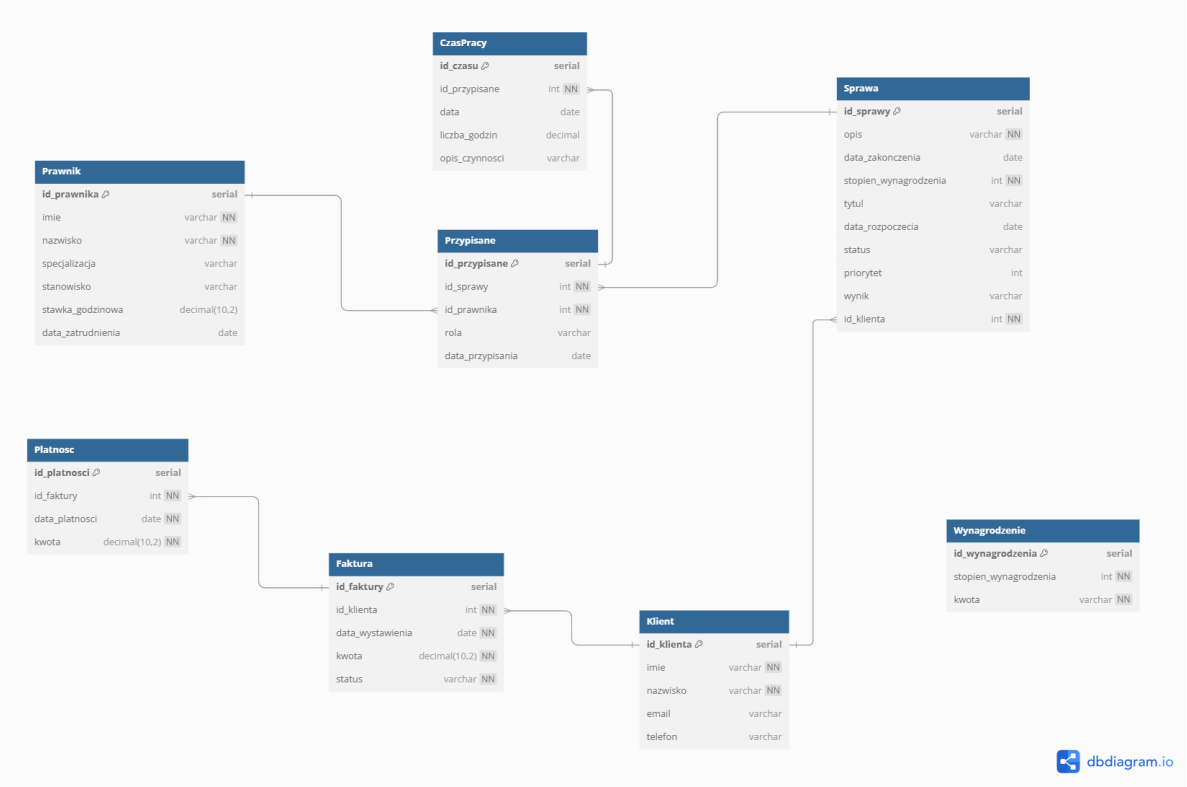 CzasPracy
id_czasu serial
id_przypisane int NN
data date
liczba_godzin decimal
opis_czynnosci varchar
Sprawa
id_sprawy serial
opis varchar NN
data_zakonczenia date
stopien_wynagrodzenia int NN
tytul varchar
data_rozpoczecia date
status varchar
priorytet int
wynik varchar
id_klienta int NN
Prawnik
id_prawnika serial
imie varchar NN
nazwisko varchar NN
specjalizacja varchar
stanowisko varchar
stawka_godzinowa decimal(10,2)
data_zatrudnienia date
Przypisane
id_przypisane serial
id_sprawy int NN
id_prawnika int NN
rola varchar
data_przypisania date
Platnosc
id_platnosci serial
id_faktury int NN
data_platnosci date NN
kwota decimal(10,2) NN
Faktura
id_faktury serial
id_klienta int NN
data_wystawienia date NN
kwota decimal(10,2) NN
status varchar NN
Klient
id_klienta serial
imie varchar NN
nazwisko varchar NN
email varchar
telefon varchar
Wynagrodzenie
id_wynagrodzenia serial
stopien_wynagrodzenia int NN
kwota varchar NN
dbdiagram.io